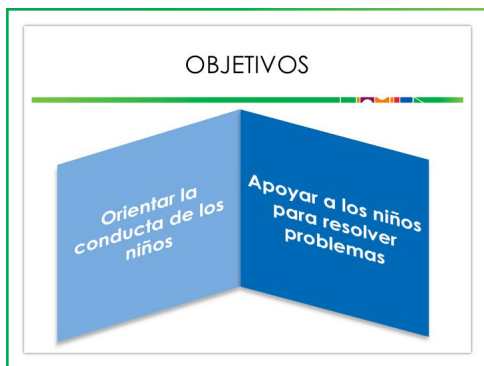 OBJETIVOS
Orientar la
conducta de los
niños
Apoyar a los niños
para resolver
problemas